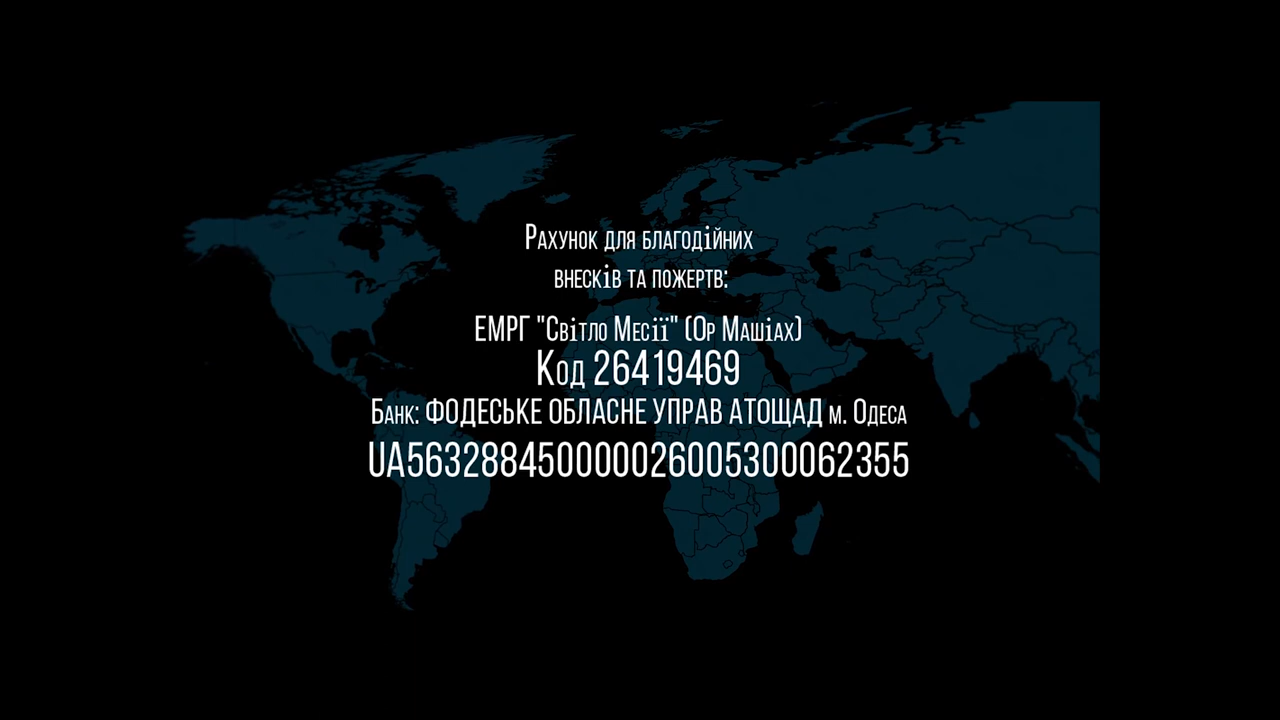 Рахунок для благодійних
внесків та пожертв:
ЕМРГ "Світло Месії" (Ор Машіах)
Код 26419469
Банк: ФОДЕСЬКЕ ОБЛАСНЕ УПРАВ АТОЩАД м. Одеса
UA563288450000026005300062355